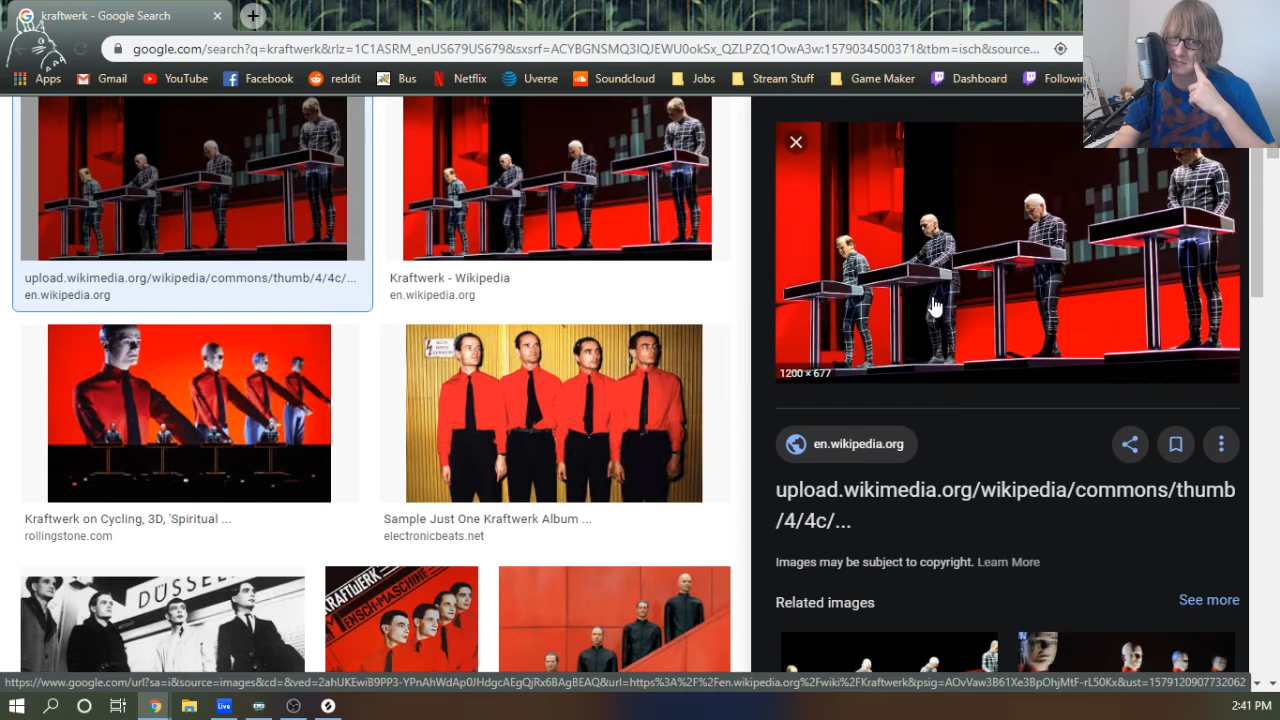 kraftwerk - Google Search
google.com/search?q=kraftwerk&rlz=1C1ASRM_enUS679US679&sxsrf=ACYBGNSMQ3IQJEWU0okSx_QZLPZQ1OwA3w:1579034500371&tbm=isch&source...
Apps Gmail YouTube Facebook reddit Bus Netflix Uverse Soundcloud Jobs Stream Stuff Game Maker Dashboard Followin
upload.wikimedia.org/wikipedia/commons/thumb/4/4c/...
en.wikipedia.org
Kraftwerk - Wikipedia
en.wikipedia.org
1200 × 677
en.wikipedia.org
upload.wikimedia.org/wikipedia/commons/thumb
/4/4c/...
Images may be subject to copyright. Learn More
Related images See more
Kraftwerk on Cycling, 3D, 'Spiritual ...
rollingstone.com
Sample Just One Kraftwerk Album ...
electronicbeats.net
DÜSSEL
KRAFTWERK
MENSCH-MASCHINE
https://www.google.com/url?sa=i&source=images&cd=&ved=2ahUKEwiB9PP3-YPnAhWdAp0JHdgcAEgQjRx6BAgBEAQ&url=https%3A%2F%2Fen.wikipedia.org%2Fwiki%2FKraftwerk&psig=AOvVaw3B61Xe3BpOhjMtF-rL50Kx&ust=1579120907732062
live
2:41 PM